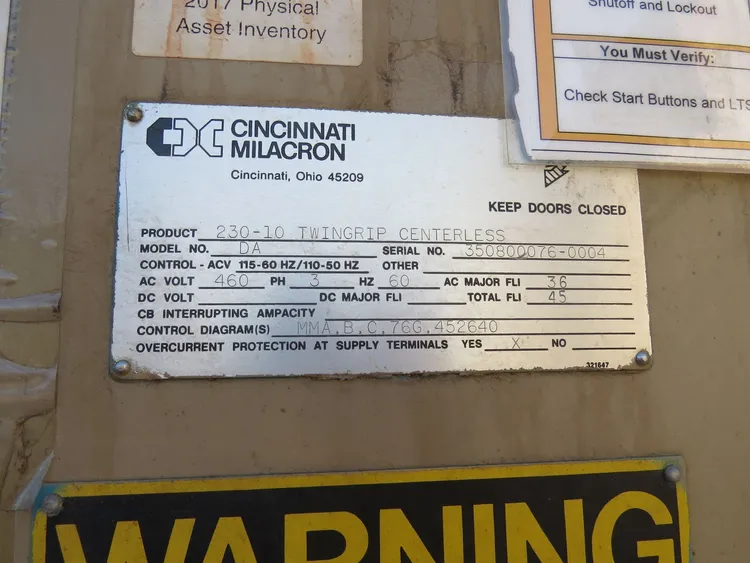 2017 Physical
Asset Inventory
Shutoff and Lockout
You Must Verify:
Check Start Buttons and LTS
CINCINNATI
MILACRON
Cincinnati, Ohio 45209
KEEP DOORS CLOSED
PRODUCT 230-10 TWINGRIP CENTERLESS
MODEL NO. DA SERIAL NO. 350800076-0004
CONTROL - ACV 115-60 HZ/110-50 HZ OTHER
AC VOLT 460 PH 3 HZ 60 AC MAJOR FLI 36
DC VOLT DC MAJOR FLI TOTAL FLI 45
CB INTERRUPTING AMPACITY
CONTROL DIAGRAM(S) MMA.B.C.76G.452640
OVERCURRENT PROTECTION AT SUPPLY TERMINALS YES X NO
321647
WARNING